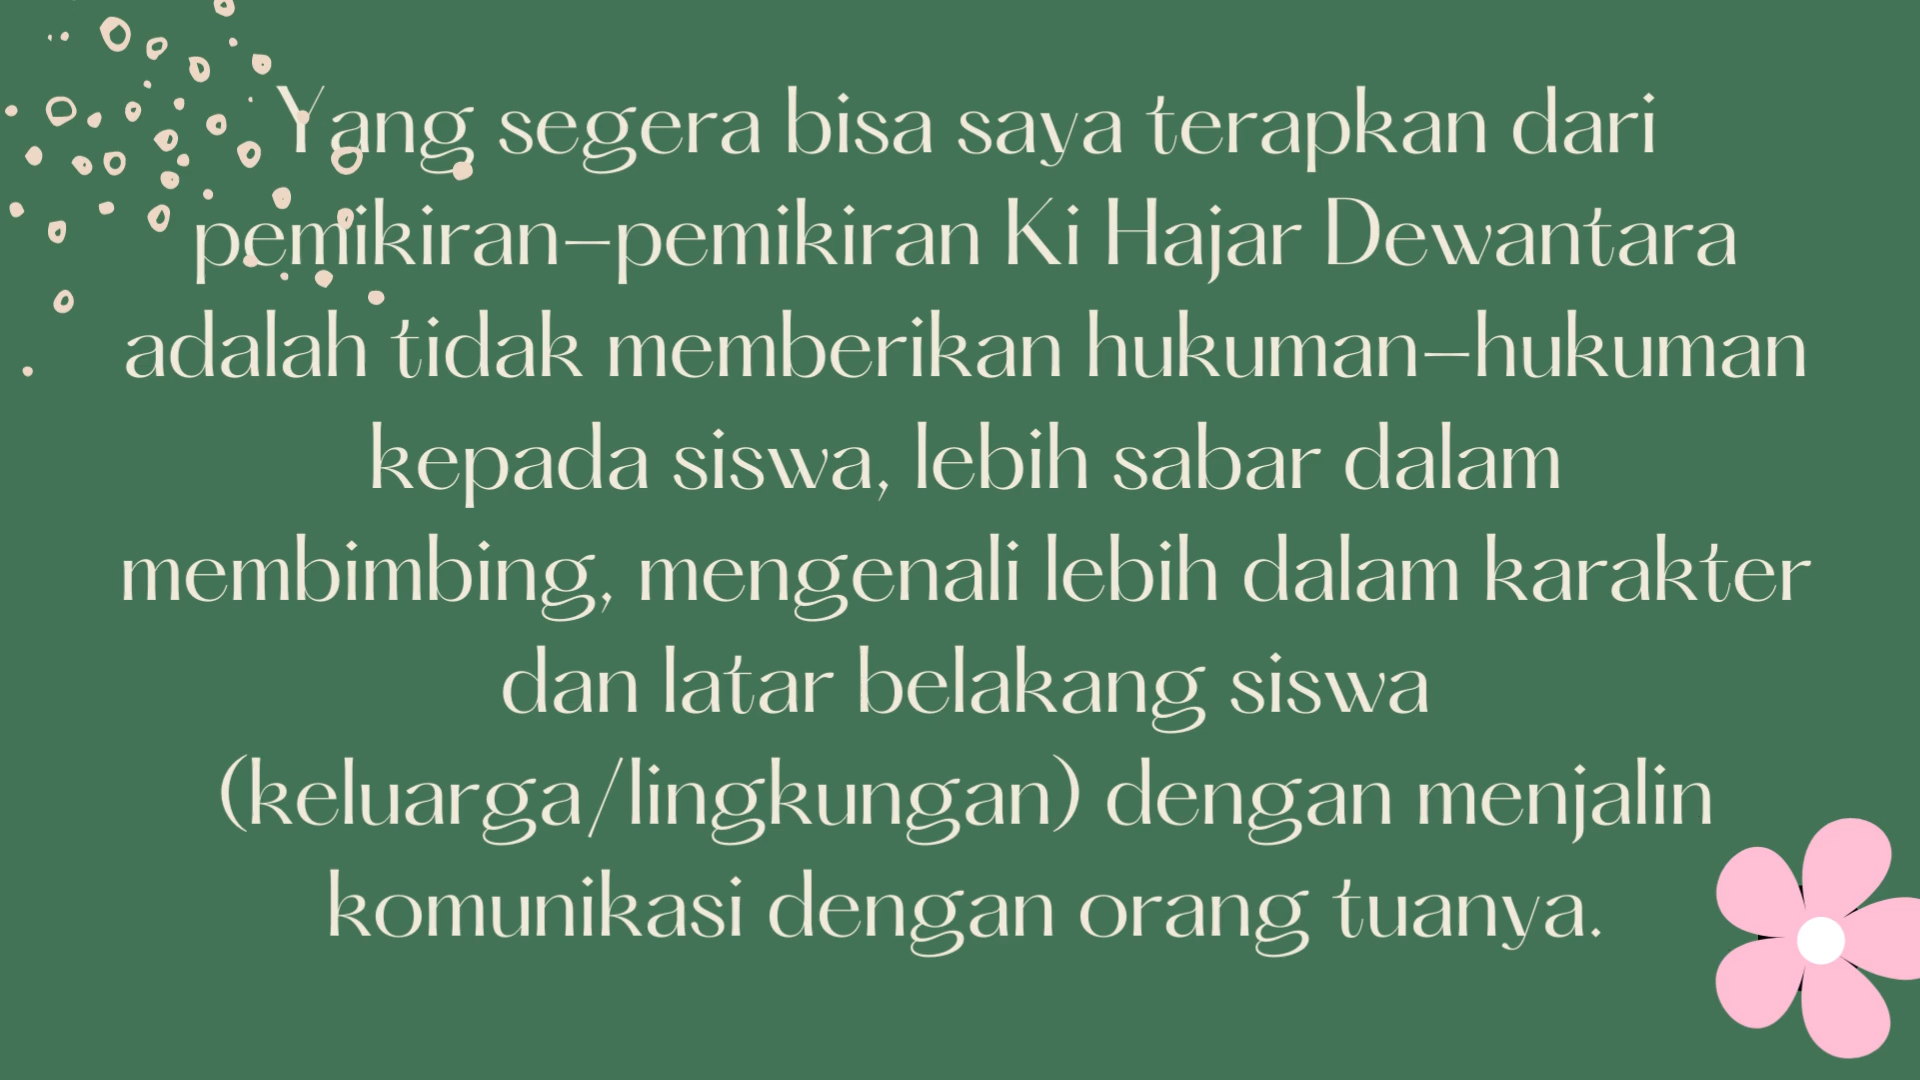 Yang segera bisa saya terapkan dari
pemikiran-pemikiran Ki Hajar Dewantara
adalah tidak memberikan hukuman-hukuman
kepada siswa, lebih sabar dalam
membimbing, mengenali lebih dalam karakter
dan latar belakang siswa
(keluarga/lingkungan) dengan menjalin
komunikasi dengan orang tuanya.